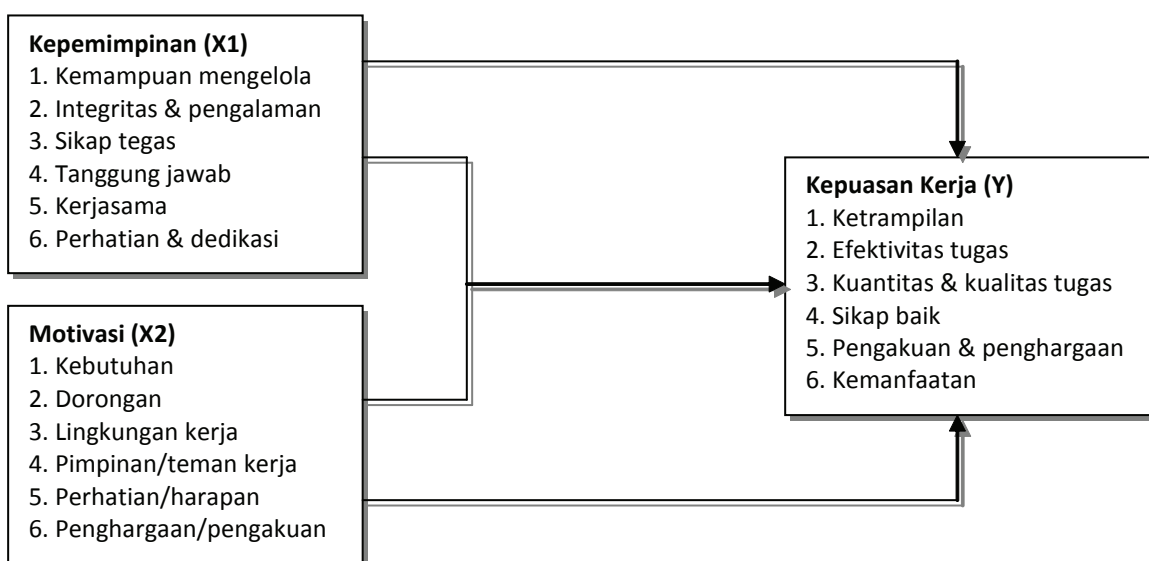 Kepemimpinan (X1)
1. Kemampuan mengelola
2. Integritas & pengalaman
3. Sikap tegas
4. Tanggung jawab
5. Kerjasama
6. Perhatian & dedikasi
Motivasi (X2)
1. Kebutuhan
2. Dorongan
3. Lingkungan kerja
4. Pimpinan/teman kerja
5. Perhatian/harapan
6. Penghargaan/pengakuan
Kepuasan Kerja (Y)
1. Ketrampilan
2. Efektivitas tugas
3. Kuantitas & kualitas tugas
4. Sikap baik
5. Pengakuan & penghargaan
6. Kemanfaatan